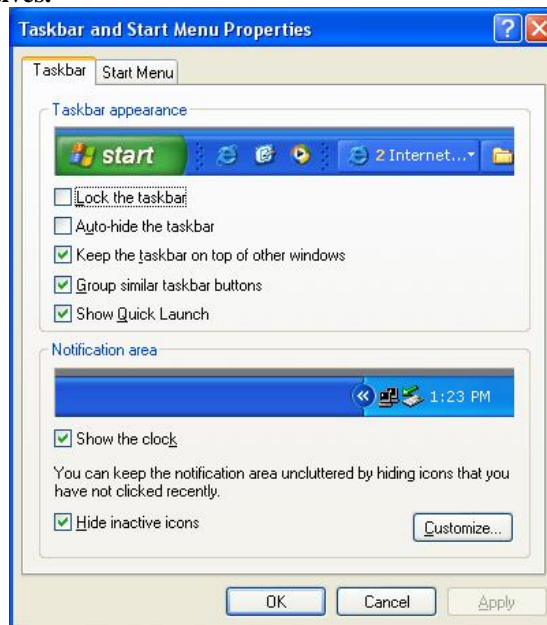 Taskbar and Start Menu Properties
Taskbar
Start Menu
Taskbar appearance
start
2 Internet...
Lock the taskbar
Auto-hide the taskbar
Keep the taskbar on top of other windows
Group similar taskbar buttons
Show Quick Launch
Notification area
1:23 PM
Show the clock
You can keep the notification area uncluttered by hiding icons that you
have not clicked recently.
Hide inactive icons
Customize...
OK
Cancel
Apply